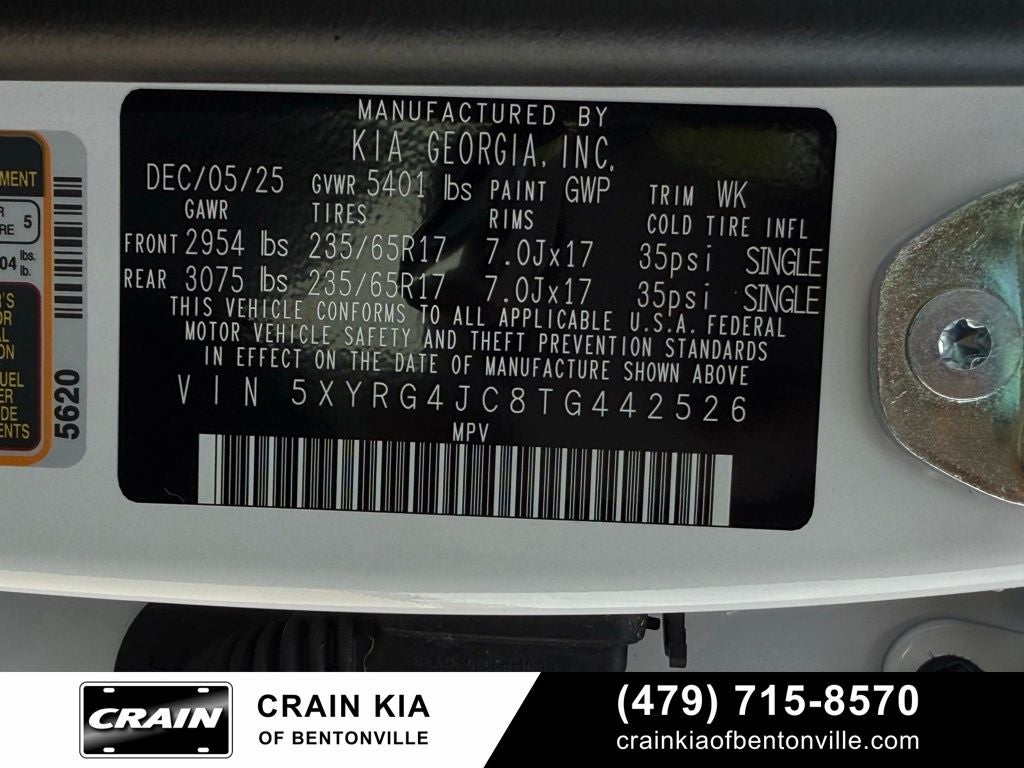 MANUFACTURED BY
KIA GEORGIA, INC.
DEC/05/25 GVWR 5401 lbs PAINT GWP TRIM WK
GAWR TIRES RIMS COLD TIRE INFL
FRONT 2954 lbs 235/65R17 7.0Jx17 35psi SINGLE
REAR 3075 lbs 235/65R17 7.0Jx17 35psi SINGLE
THIS VEHICLE CONFORMS TO ALL APPLICABLE U.S.A. FEDERAL
MOTOR VEHICLE SAFETY AND THEFT PREVENTION STANDARDS
IN EFFECT ON THE DATE OF MANUFACTURE SHOWN ABOVE
VIN 5XYRG4JC8TG442526
MPV
5
lbs.
lb.
5620
CRAIN
CRAIN KIA
OF BENTONVILLE
(479) 715-8570
crainkiaofbentonville.com